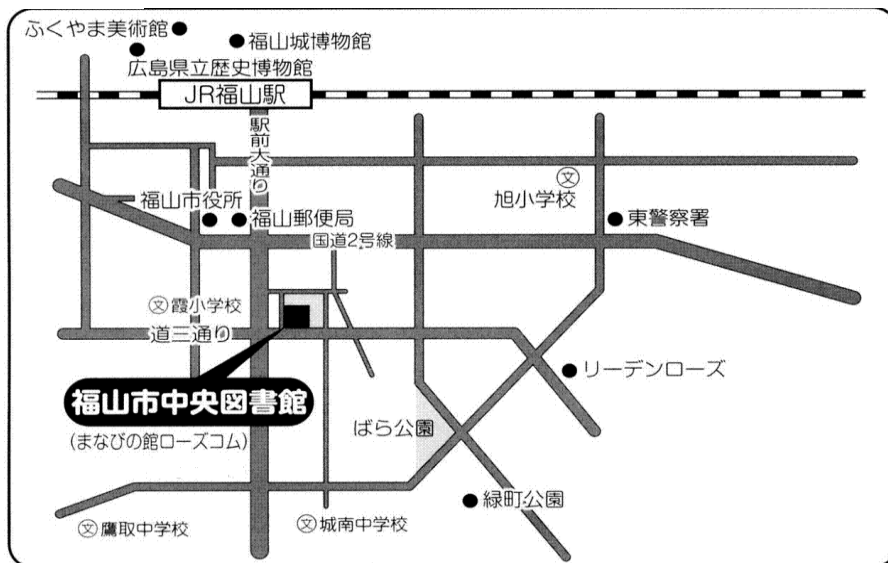 ふくやま美術館
福山城博物館
広島県立歴史博物館
JR福山駅
駅前大通り
文
旭小学校
福山市役所
福山郵便局
東警察署
国道2号線
文霞小学校
道三通り
リーデンローズ
福山市中央図書館
(まなびの館ローズコム)
ばら公園
緑町公園
文鷹取中学校
文城南中学校